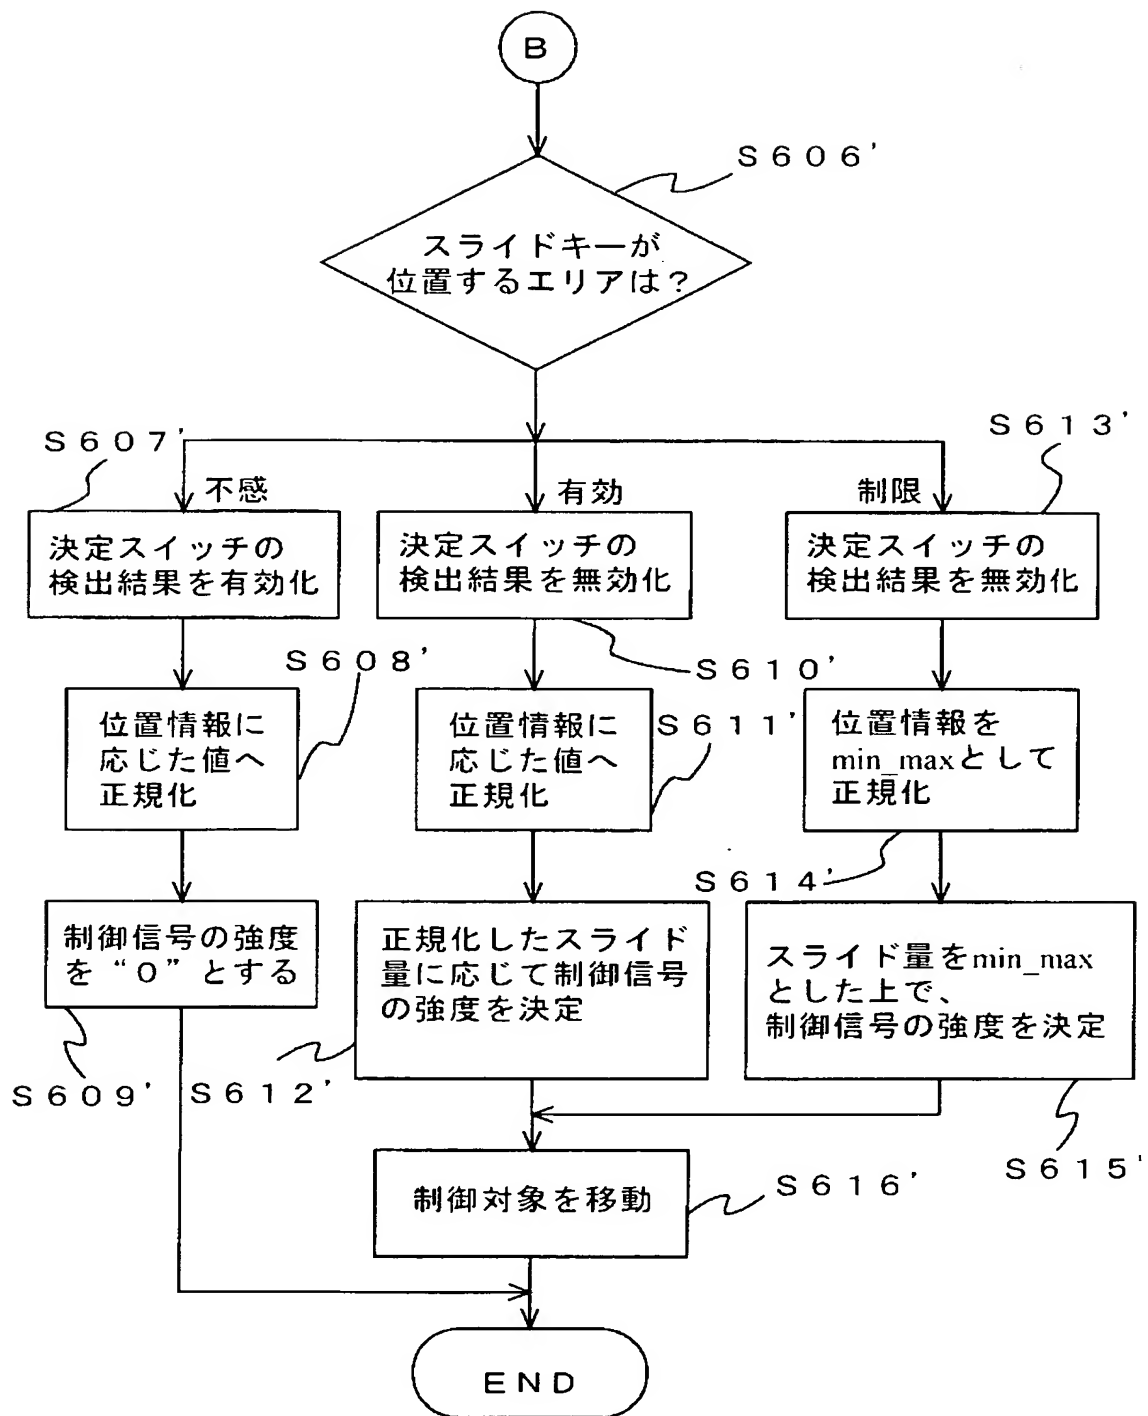 B
S606'
スライドキーが
位置するエリアは？
S607'
不感
有効
制限
S613'
決定スイッチの
検出結果を有効化
決定スイッチの
検出結果を無効化
決定スイッチの
検出結果を無効化
S608'
S610'
位置情報に
応じた値へ
正規化
位置情報に
応じた値へ
正規化
S611'
位置情報を
min_maxとして
正規化
S614'
制御信号の強度
を“0”とする
正規化したスライド
量に応じて制御信号
の強度を決定
スライド量をmin_max
とした上で、
制御信号の強度を決定
S609'
S612'
S615'
制御対象を移動
S616'
END